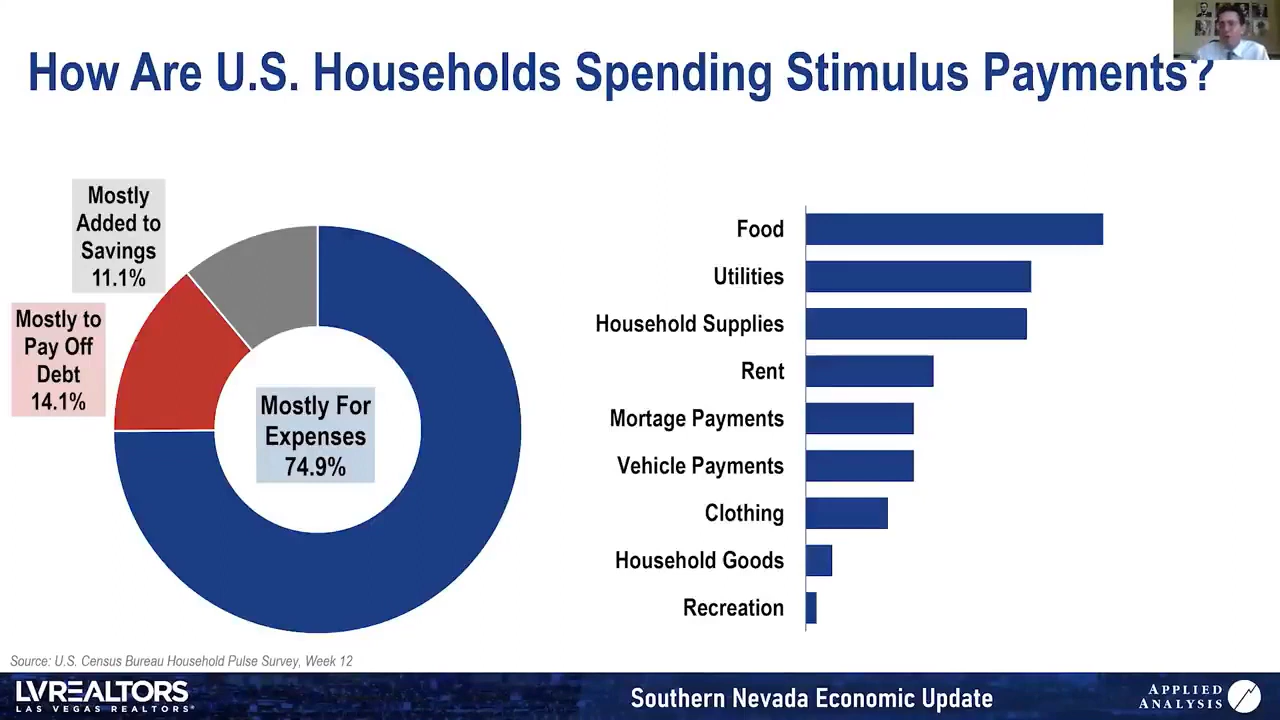 How Are U.S. Households Spending Stimulus Payments?
Mostly
Added to
Savings
11.1%
Mostly to
Pay Off
Debt
14.1%
Mostly For
Expenses
74.9%
Food
Utilities
Household Supplies
Rent
Mortage Payments
Vehicle Payments
Clothing
Household Goods
Recreation
Source: U.S. Census Bureau Household Pulse Survey, Week 12
LVREALTORS
LAS VEGAS REALTORS®
Southern Nevada Economic Update
APPLIED
ANALYSIS